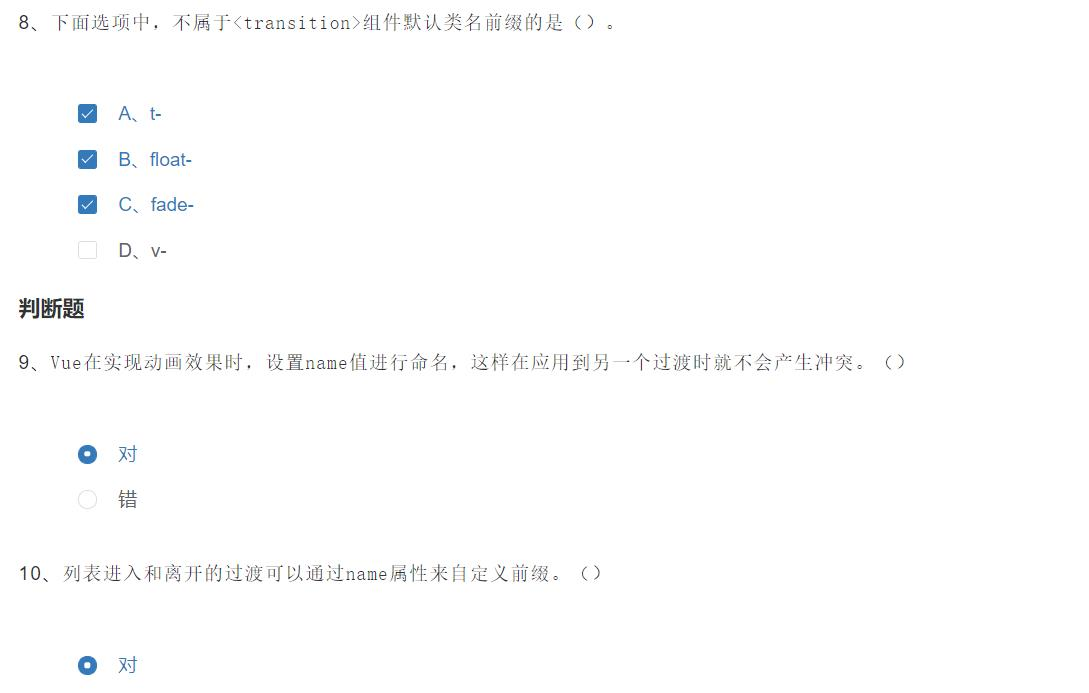 8、下面选项中，不属于<transition>组件默认类名前缀的是（）。
A、t-
B、float-
C、fade-
D、v-
判断题
9、Vue在实现动画效果时，设置name值进行命名，这样在应用到另一个过渡时就不会产生冲突。（）
对
错
10、列表进入和离开的过渡可以通过name属性来自定义前缀。（）
对